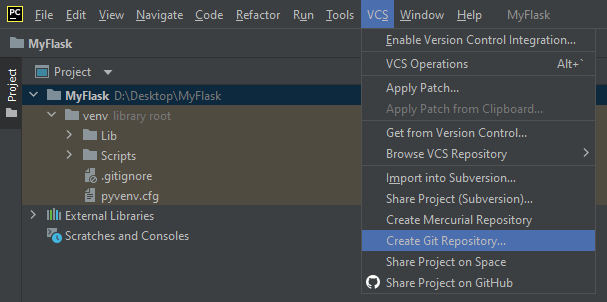 PC File Edit View Navigate Code Refactor Run Tools VCS Window Help MyFlask
MyFlask
Project
Project
MyFlask D:\Desktop\MyFlask
venv library root
Lib
Scripts
.gitignore
pyvenv.cfg
External Libraries
Scratches and Consoles
Enable Version Control Integration...
VCS Operations Alt+`
Apply Patch...
Apply Patch from Clipboard...
Get from Version Control...
Browse VCS Repository
Import into Subversion...
Share Project (Subversion)...
Create Mercurial Repository
Create Git Repository...
Share Project on Space
Share Project on GitHub